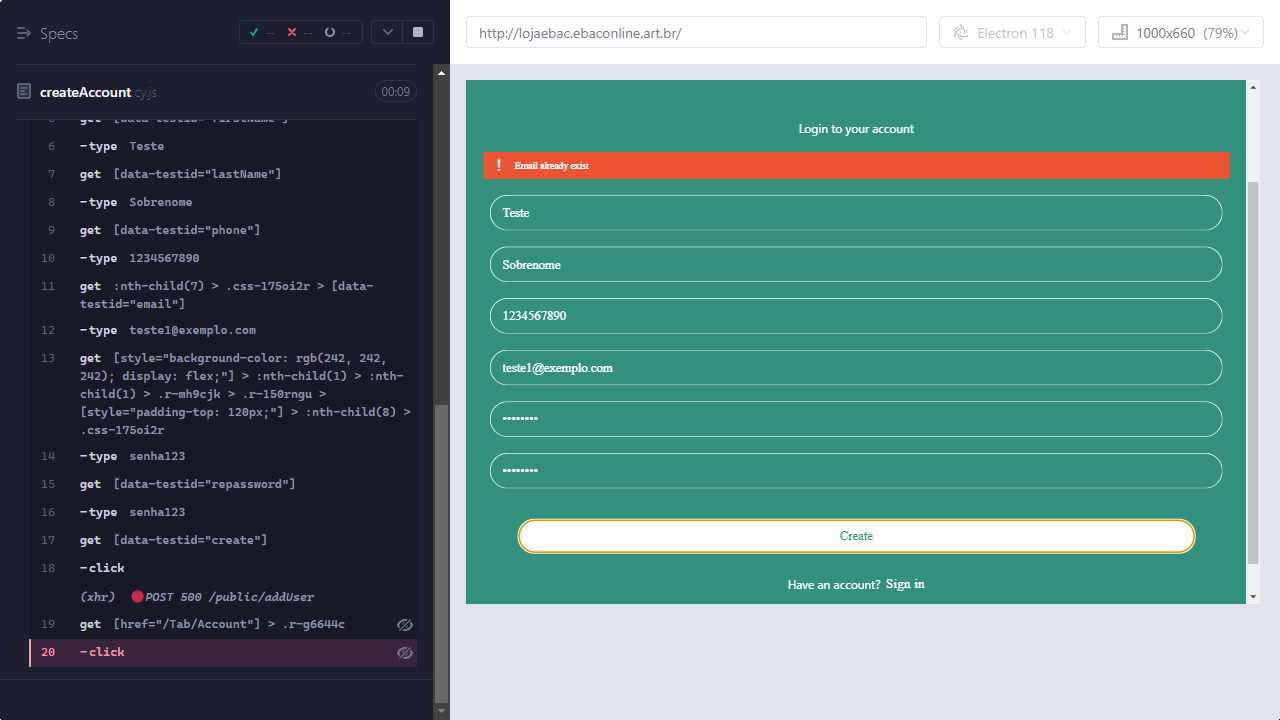 Specs
--
--
--
createAccount.cy.js
00:09
get [data-testid="firstName"]
6 -type Teste
7 get [data-testid="lastName"]
8 -type Sobrenome
9 get [data-testid="phone"]
10 -type 1234567890
11 get :nth-child(7) > .css-175oi2r > [data-
testid="email"]
12 -type teste1@exemplo.com
13 get [style="background-color: rgb(242, 242,
242); display: flex;"] > :nth-child(1) > :nth-
child(1) > .r-mh9cjk > .r-150rngu >
[style="padding-top: 120px;"] > :nth-child(8) >
.css-175oi2r
14 -type senha123
15 get [data-testid="repassword"]
16 -type senha123
17 get [data-testid="create"]
18 -click
(xhr) POST 500 /public/addUser
19 get [href="/Tab/Account"] > .r-g6644c
20 -click
http://lojaebac.ebaconline.art.br/
Electron 118
1000x660 (79%)
Login to your account
! Email already exist
Teste
Sobrenome
1234567890
teste1@exemplo.com
••••••••
••••••••
Create
Have an account? Sign in